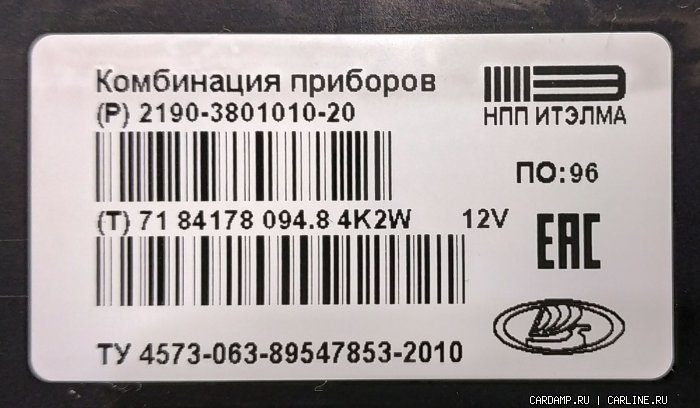 Комбинация приборов
(P) 2190-3801010-20
НПП ИТЭЛМА
ПО:96
(T) 71 84178 094.8 4K2W 12V
EAC
ТУ 4573-063-89547853-2010
CARDAMP.RU | CARLINE.RU